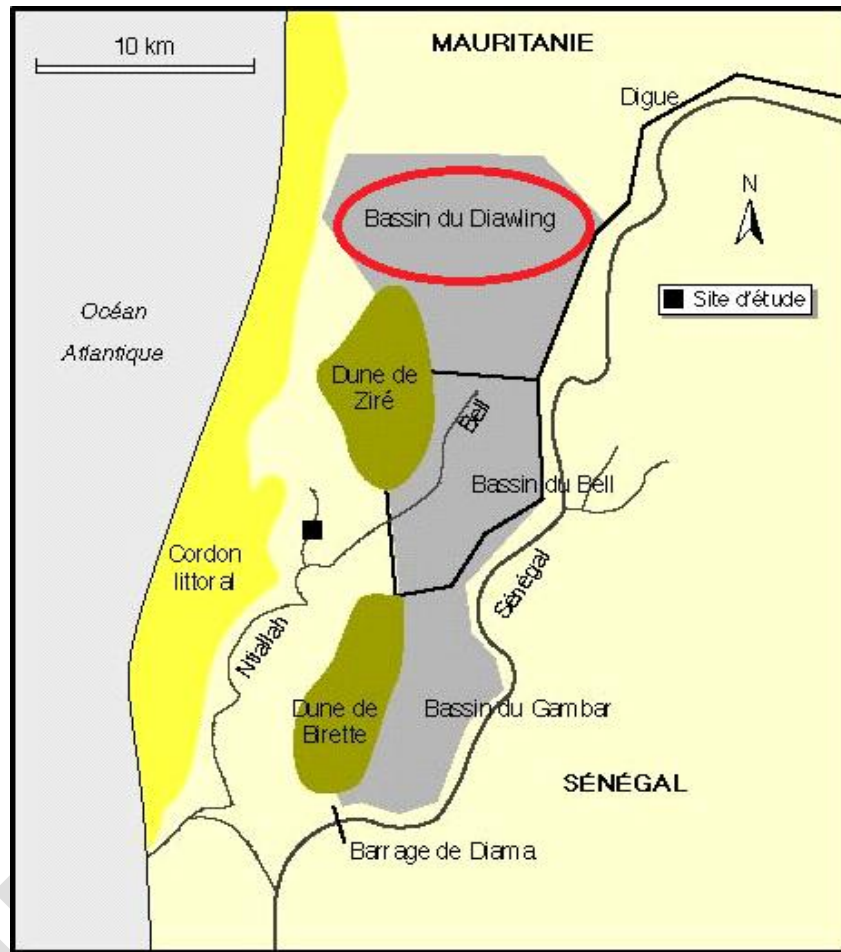 10 km
MAURITANIE
Digue
N
Bassin du Diawling
Site d'étude
Océan
Atlantique
Dune de
Ziré
Bell
Bassin du Bell
Cordon
littoral
Sénégal
Ntiallah
Dune de
Birette
Bassin du Gambar
SÉNÉGAL
Barrage de Diama